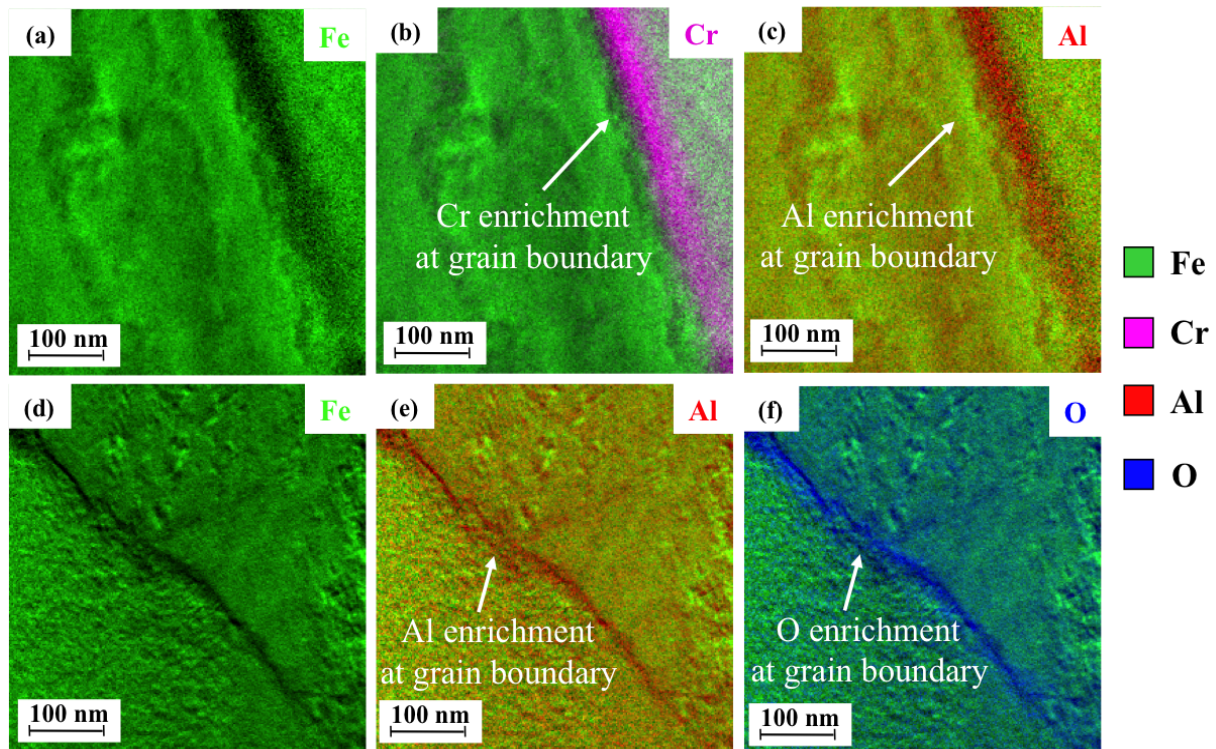 (a)
Fe
(b)
Cr
(c)
Al
Cr enrichment
at grain boundary
Al enrichment
at grain boundary
100 nm
100 nm
100 nm
Fe
Cr
Al
O
(d)
Fe
(e)
Al
(f)
O
Al enrichment
at grain boundary
O enrichment
at grain boundary
100 nm
100 nm
100 nm